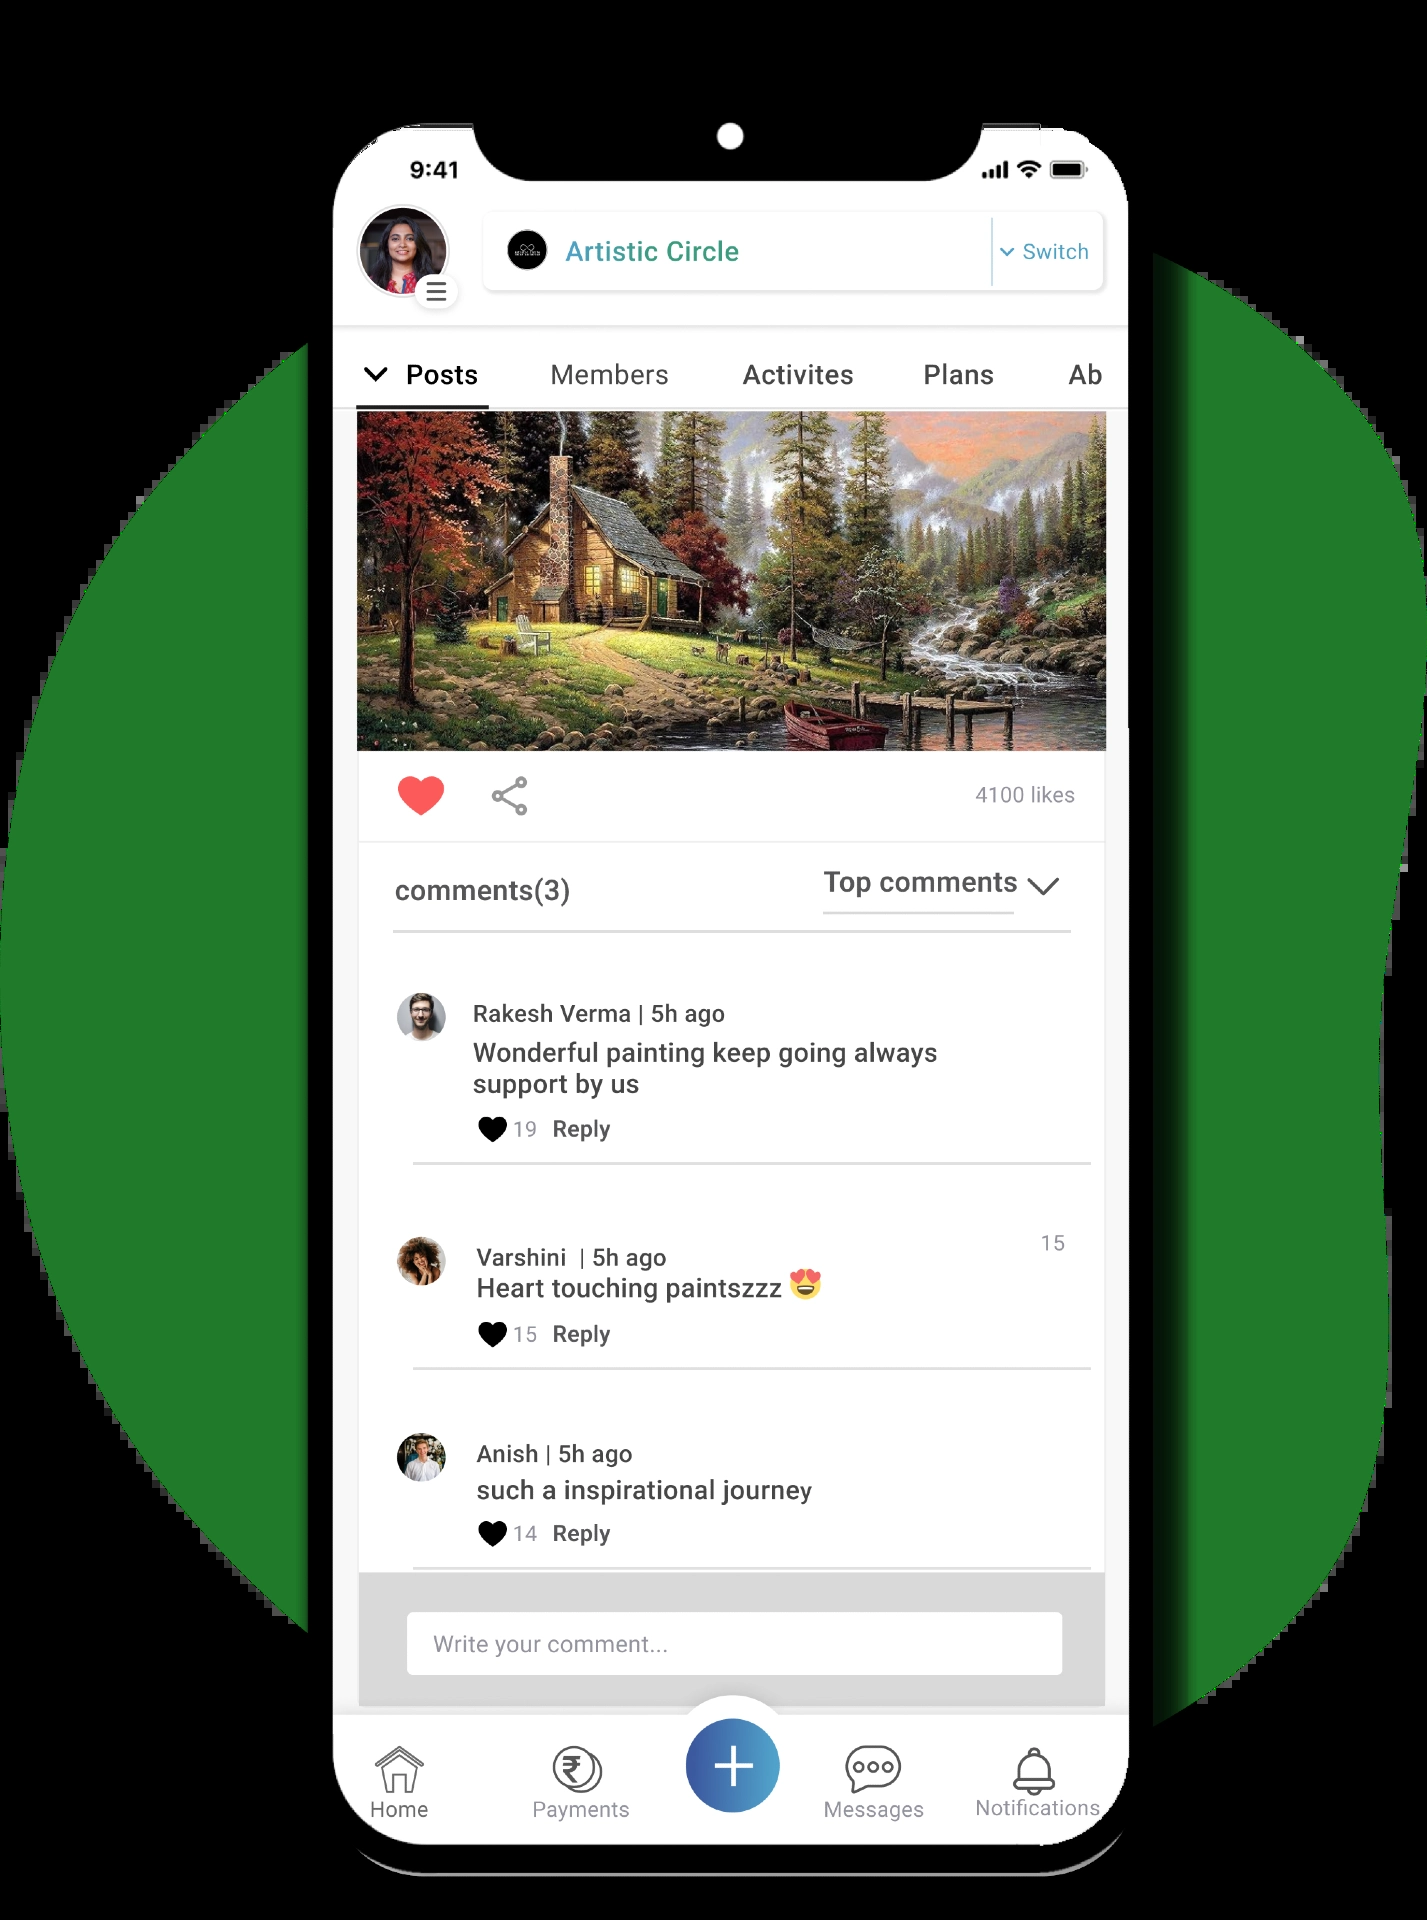 9:41
Artistic Circle
Switch
Posts Members Activites Plans Ab
4100 likes
comments(3)
Top comments
Rakesh Verma | 5h ago
Wonderful painting keep going always
support by us
19 Reply
15
Varshini | 5h ago
Heart touching paintszzz 😍
15 Reply
Anish | 5h ago
such a inspirational journey
14 Reply
Write your comment...
Home Payments Messages Notifications